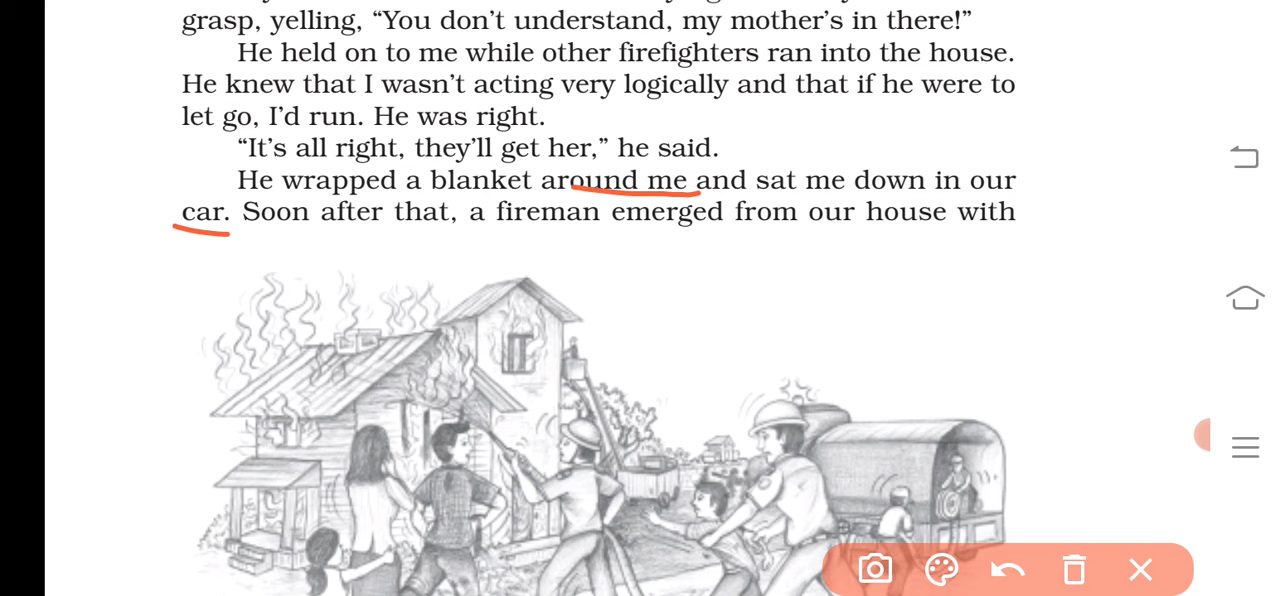 grasp, yelling, “You don’t understand, my mother’s in there!”
He held on to me while other firefighters ran into the house.
He knew that I wasn’t acting very logically and that if he were to
let go, I’d run. He was right.
“It’s all right, they’ll get her,” he said.
He wrapped a blanket around me and sat me down in our
car. Soon after that, a fireman emerged from our house with